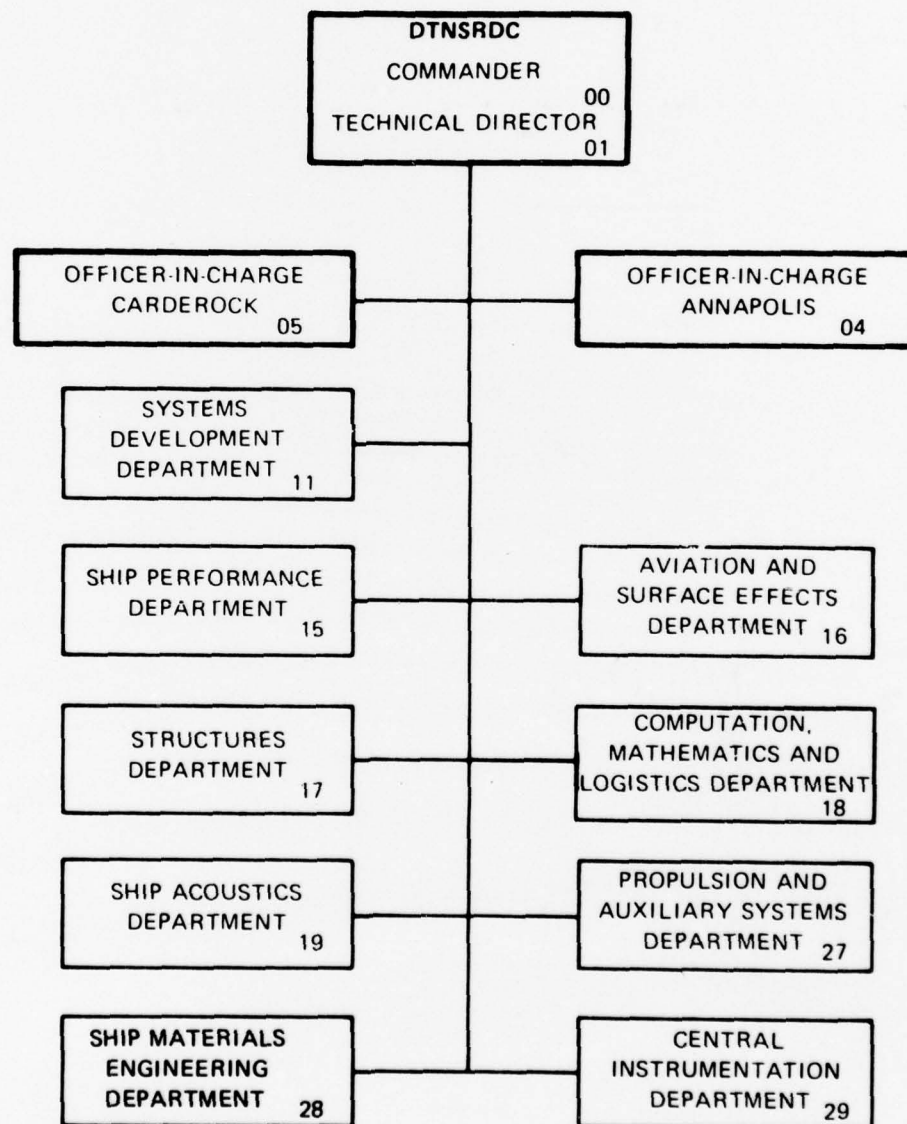 DTNSRDC
COMMANDER
00
TECHNICAL DIRECTOR
01
OFFICER-IN-CHARGE
CARDEROCK
05
OFFICER-IN-CHARGE
ANNAPOLIS
04
SYSTEMS
DEVELOPMENT
DEPARTMENT
11
SHIP PERFORMANCE
DEPARTMENT
15
AVIATION AND
SURFACE EFFECTS
DEPARTMENT
16
STRUCTURES
DEPARTMENT
17
COMPUTATION,
MATHEMATICS AND
LOGISTICS DEPARTMENT
18
SHIP ACOUSTICS
DEPARTMENT
19
PROPULSION AND
AUXILIARY SYSTEMS
DEPARTMENT
27
SHIP MATERIALS
ENGINEERING
DEPARTMENT
28
CENTRAL
INSTRUMENTATION
DEPARTMENT
29